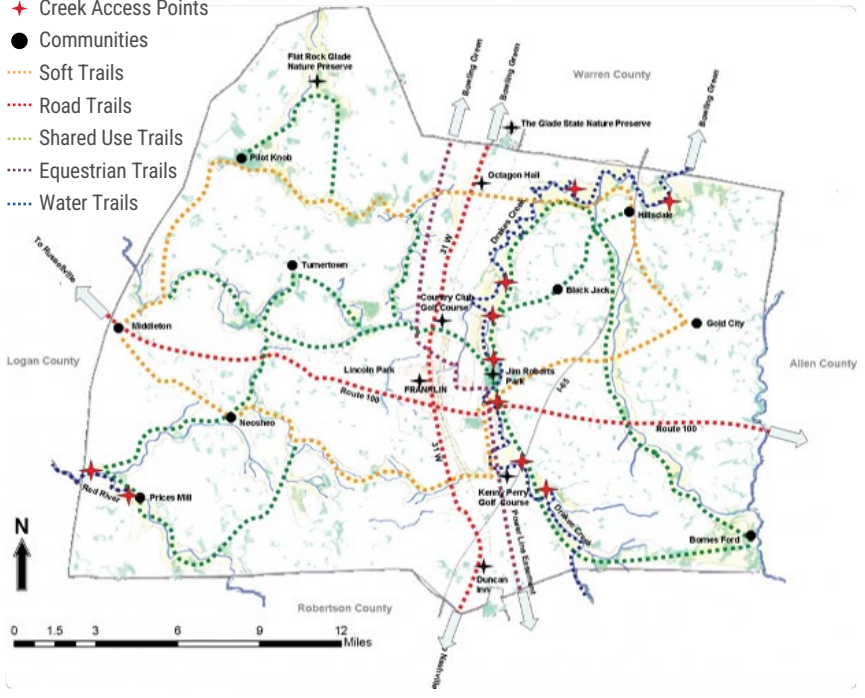 Creek Access Points
Communities
Soft Trails
Road Trails
Shared Use Trails
Equestrian Trails
Water Trails
Flat Rock Glade
Nature Preserve
Bowling Green
Bowling Green
Warren County
Bowling Green
The Glade State Nature Preserve
Pilot Knob
Octagon Hall
Hillsdale
Drakes Creek
31 W
To Russellville
Turnertown
Black Jack
Country Club
Golf Course
Middleton
Gold City
Logan County
Lincoln Park
Jim Roberts
Park
Allen County
FRANKLIN
I-65
Route 100
Neosheo
Route 100
31 W
Red River
Prices Mill
Kenny Perry
Golf Course
Drakes Creek
Power Line Easement
Bornes Ford
N
Duncan
Inn
Robertson County
Nashville
0 1.5 3 6 9 12
Miles